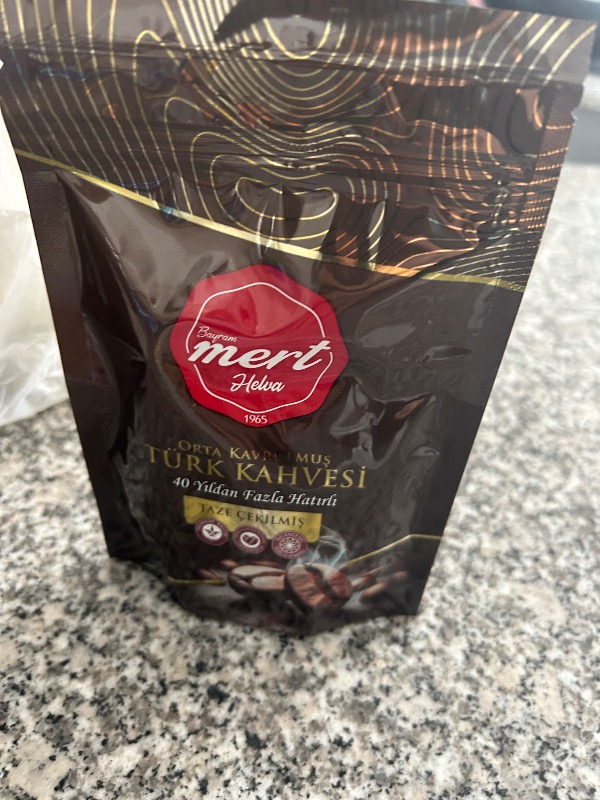 Bayram
mert
Helva
1965
ORTA KAVRULMUŞ
TÜRK KAHVESİ
40 Yıldan Fazla Hatırlı
TAZE ÇEKİLMİŞ